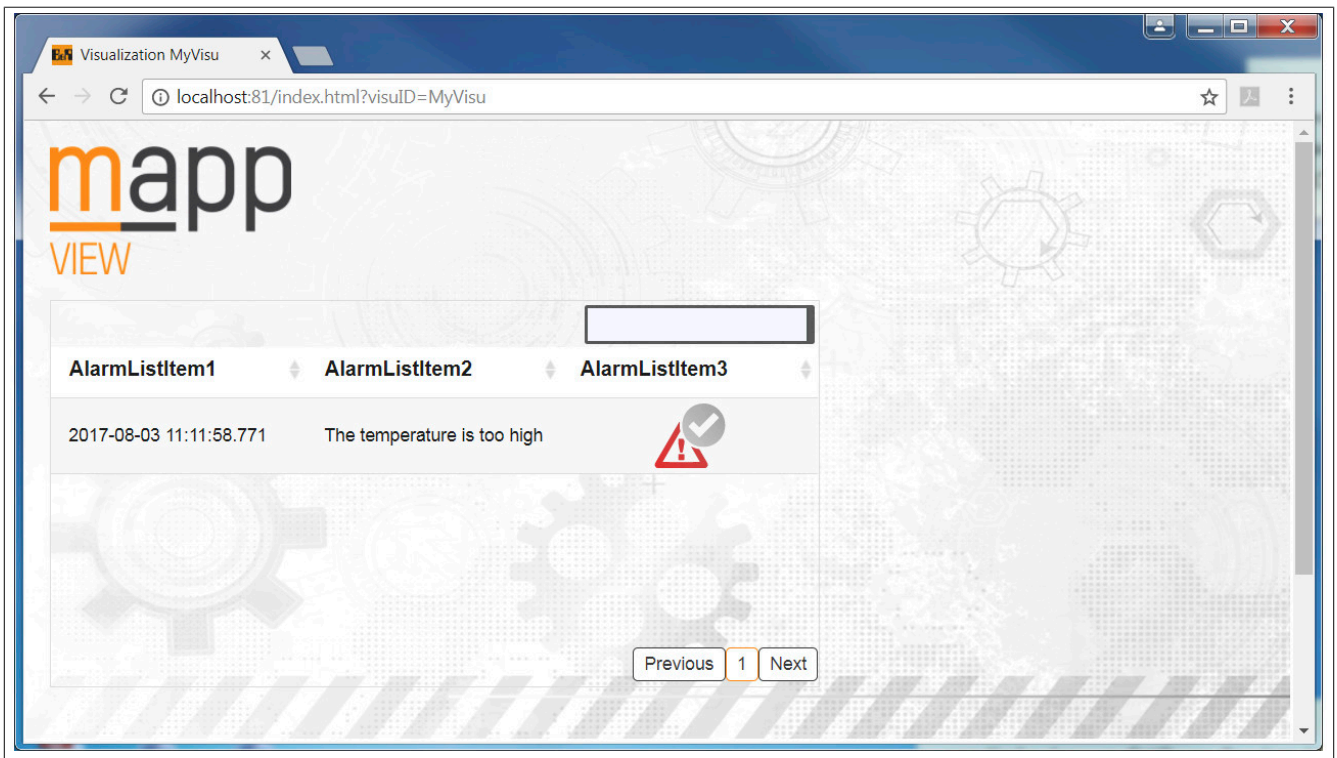 Visualization MyVisu
localhost:81/index.html?visuID=MyVisu
mapp
VIEW
AlarmListItem1 AlarmListItem2 AlarmListItem3
2017-08-03 11:11:58.771 The temperature is too high
Previous 1 Next